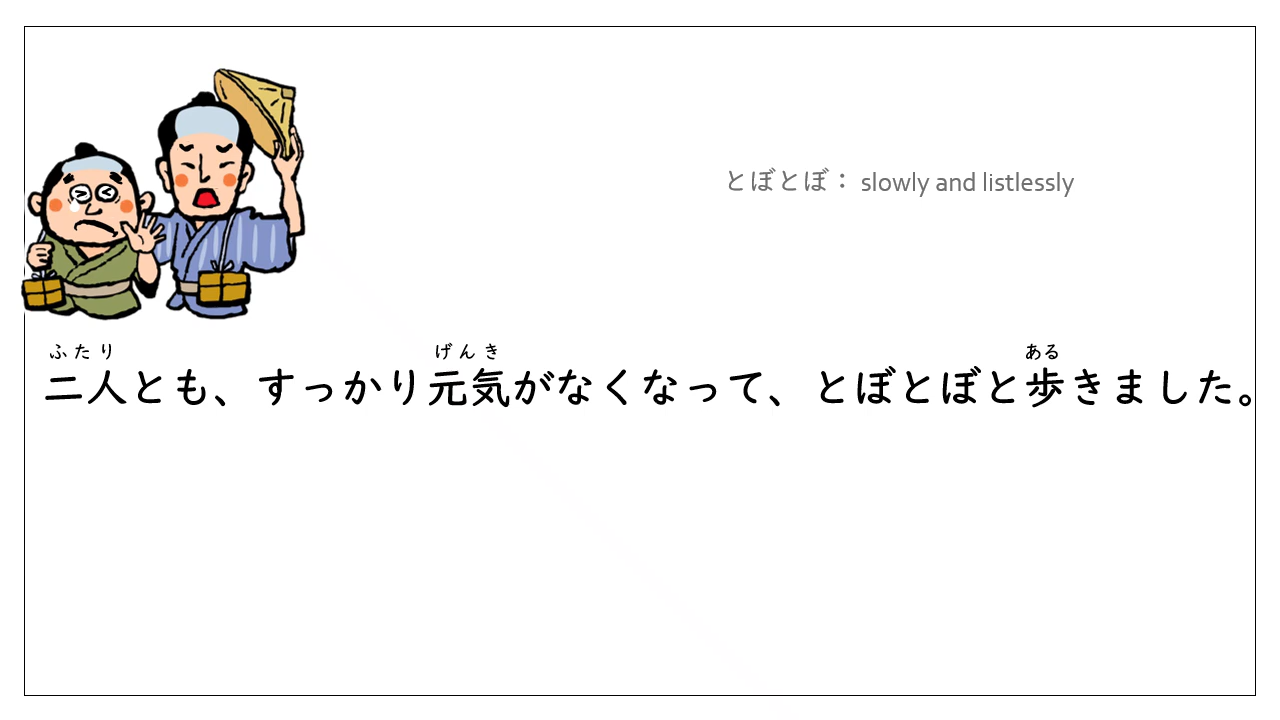 とぼとぼ： slowly and listlessly
ふたり げんき ある
二人とも、すっかり元気がなくなって、とぼとぼと歩きました。